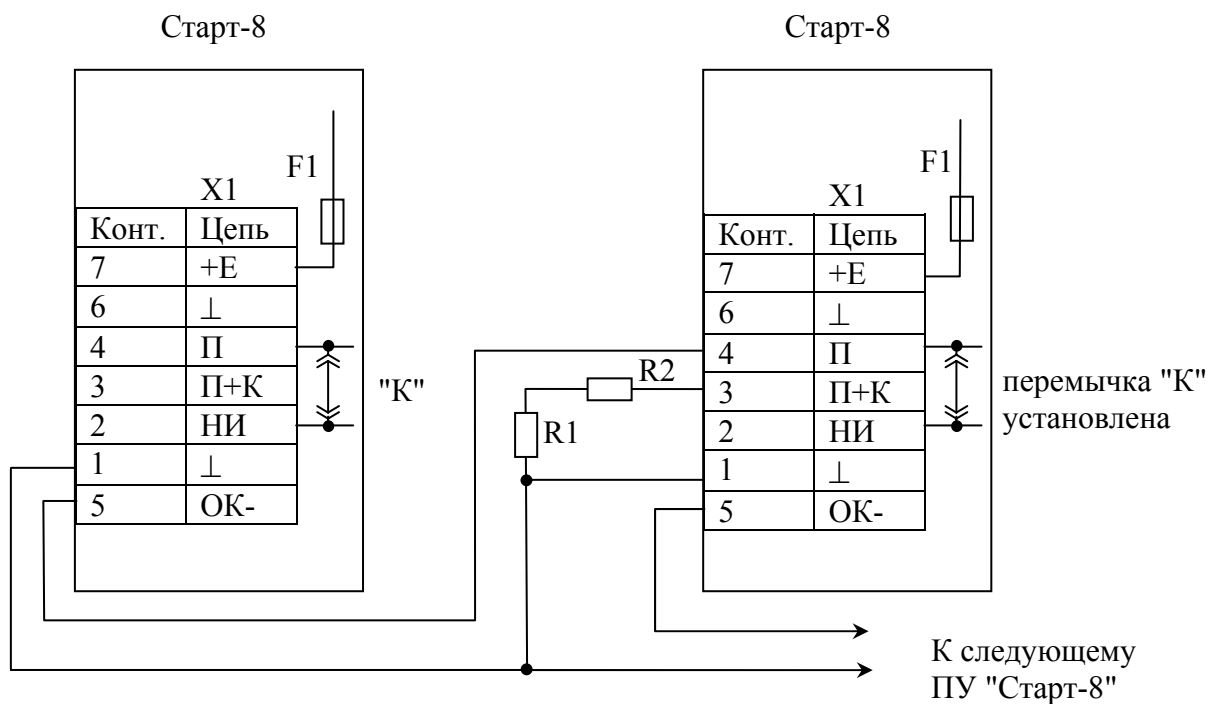 Старт-8
Старт-8
F1
X1
Конт. Цепь
7 +E
6 ⊥
4 П
3 П+К
2 НИ
1 ⊥
5 ОК-
"К"
R2
R1
F1
X1
Конт. Цепь
7 +E
6 ⊥
4 П
3 П+К
2 НИ
1 ⊥
5 ОК-
перемычка "К"
установлена
К следующему
ПУ "Старт-8"